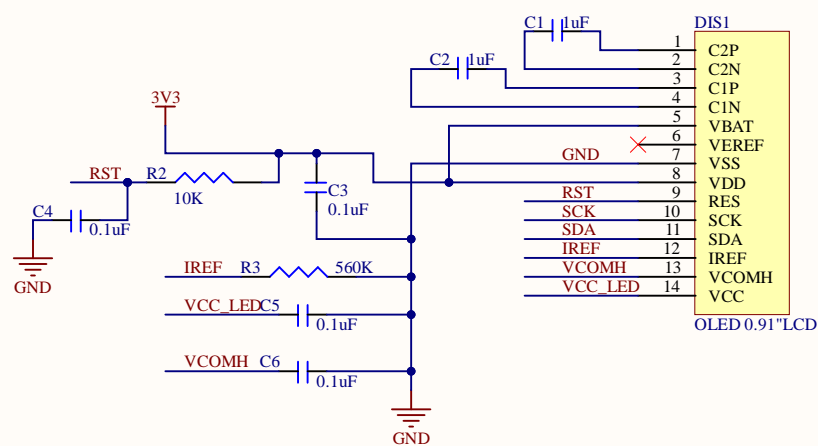 C1 1uF DIS1
1 C2P
2 C2N
C2 1uF
3 C1P
4 C1N
3V3
5 VBAT
6 VEREF
GND 7 VSS
RST R2 8 VDD
10K C3
RST 9 RES
C4 0.1uF SCK 10 SCK
0.1uF SDA 11 SDA
IREF R3 560K IREF 12 IREF
GND VCOMH 13 VCOMH
VCC_LED 14 VCC
VCC_LED C5
0.1uF OLED 0.91"LCD
VCOMH C6
0.1uF
GND